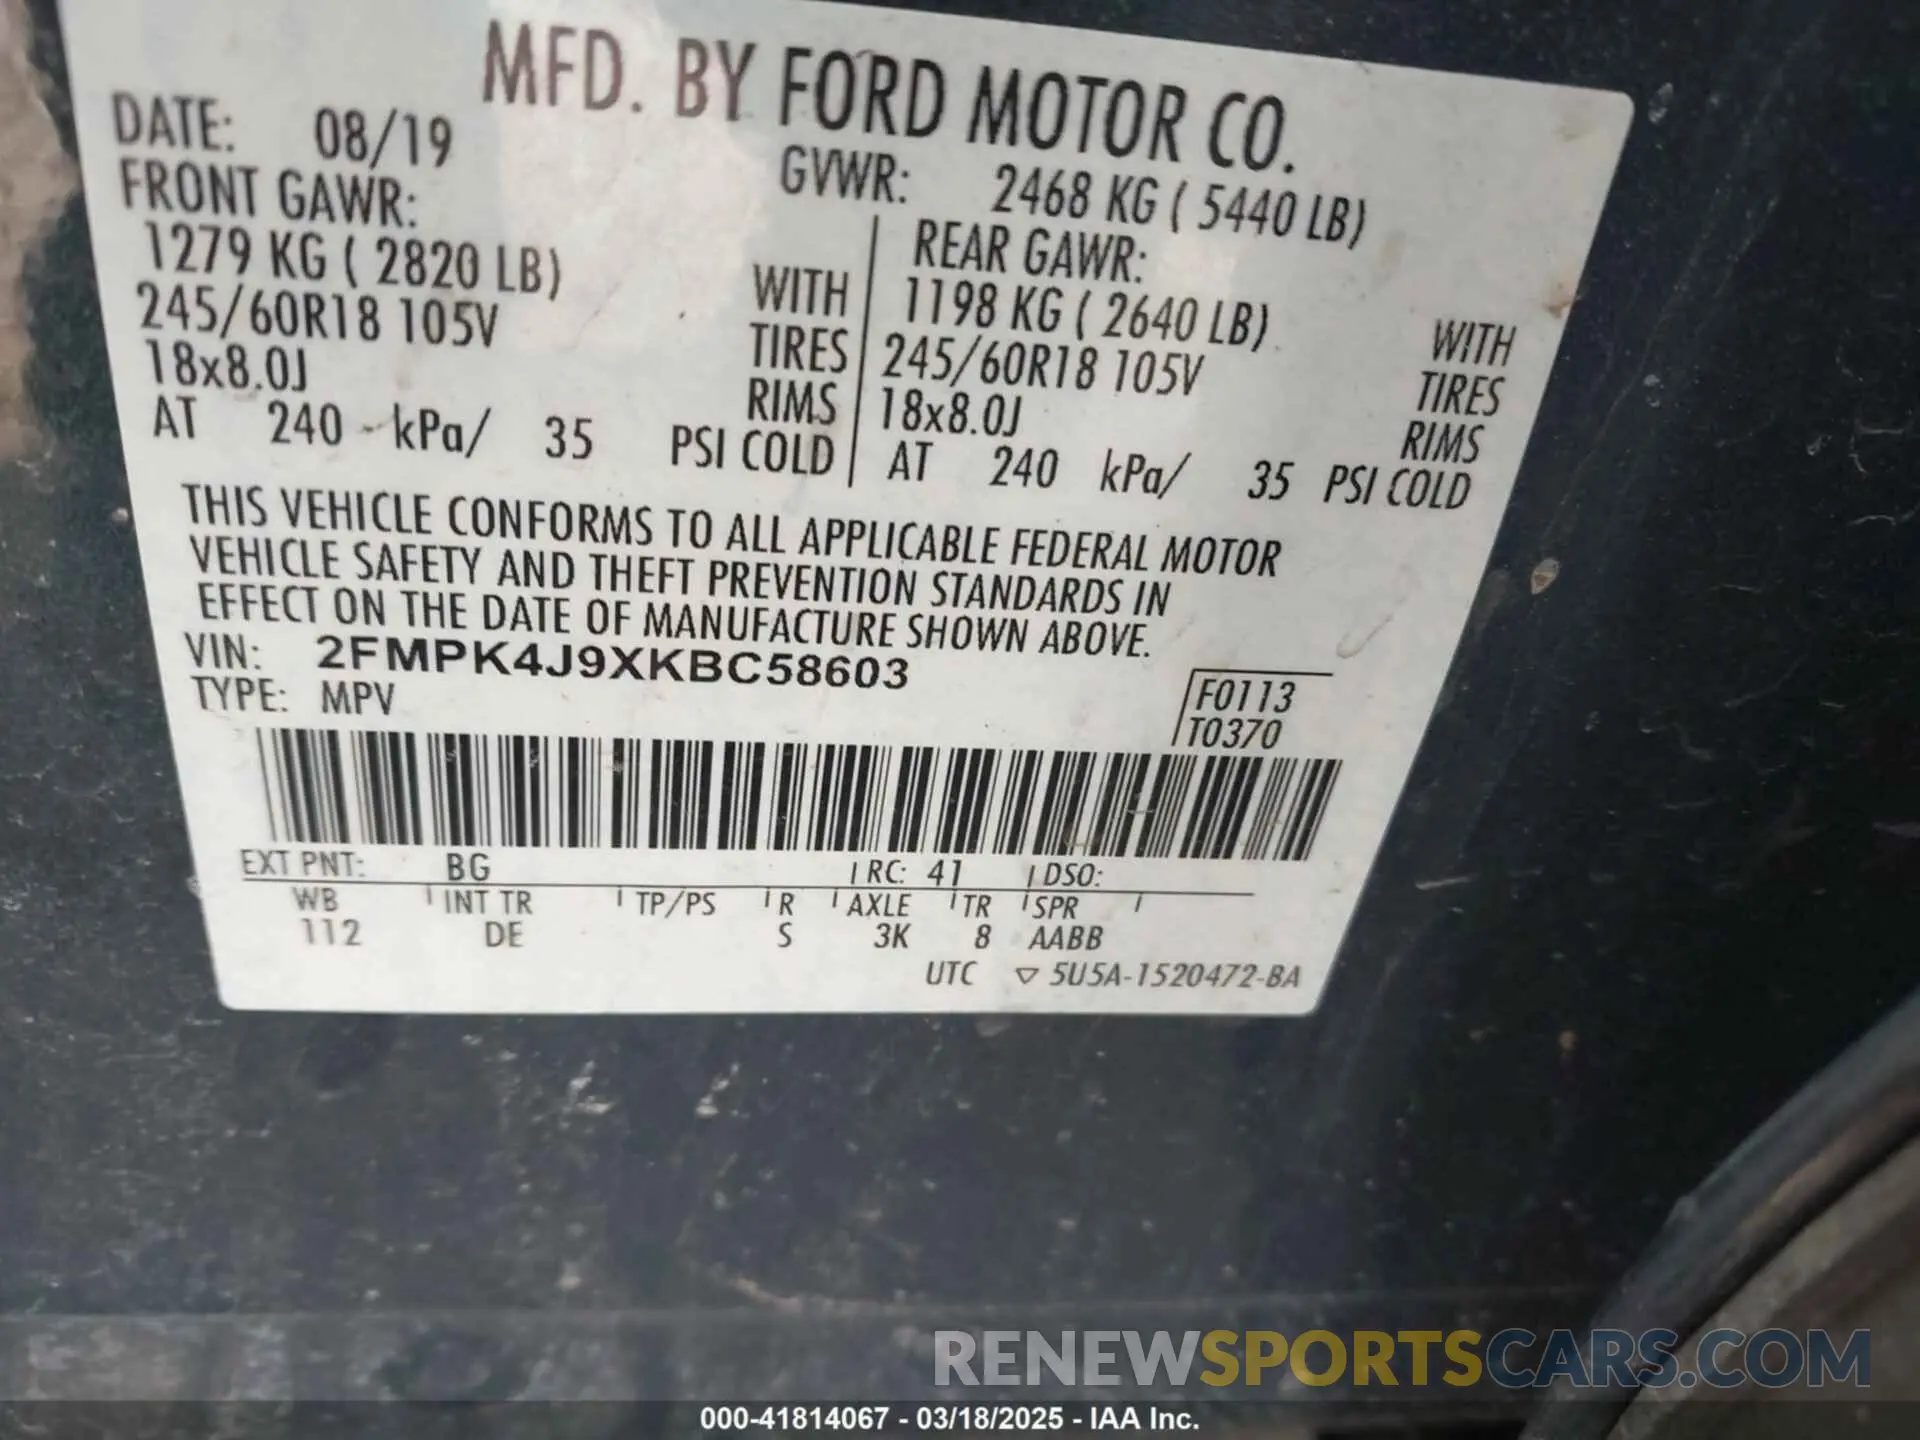 MFD. BY FORD MOTOR CO.
DATE: 08/19
GVWR: 2468 KG ( 5440 LB)
FRONT GAWR:
1279 KG ( 2820 LB) WITH
245/60R18 105V TIRES
18x8.0J RIMS
AT 240 kPa/ 35 PSI COLD
REAR GAWR:
1198 KG ( 2640 LB) WITH
245/60R18 105V TIRES
18x8.0J RIMS
AT 240 kPa/ 35 PSI COLD
THIS VEHICLE CONFORMS TO ALL APPLICABLE FEDERAL MOTOR
VEHICLE SAFETY AND THEFT PREVENTION STANDARDS IN
EFFECT ON THE DATE OF MANUFACTURE SHOWN ABOVE.
VIN: 2FMPK4J9XKBC58603
TYPE: MPV
F0113
T0370
EXT PNT: BG RC: 41 DSO:
WB INT TR TP/PS R AXLE TR SPR
112 DE S 3K 8 AABB
UTC ▽ 5U5A-1520472-BA
RENEWSPORTSCARS.COM
000-41814067 - 03/18/2025 - IAA Inc.